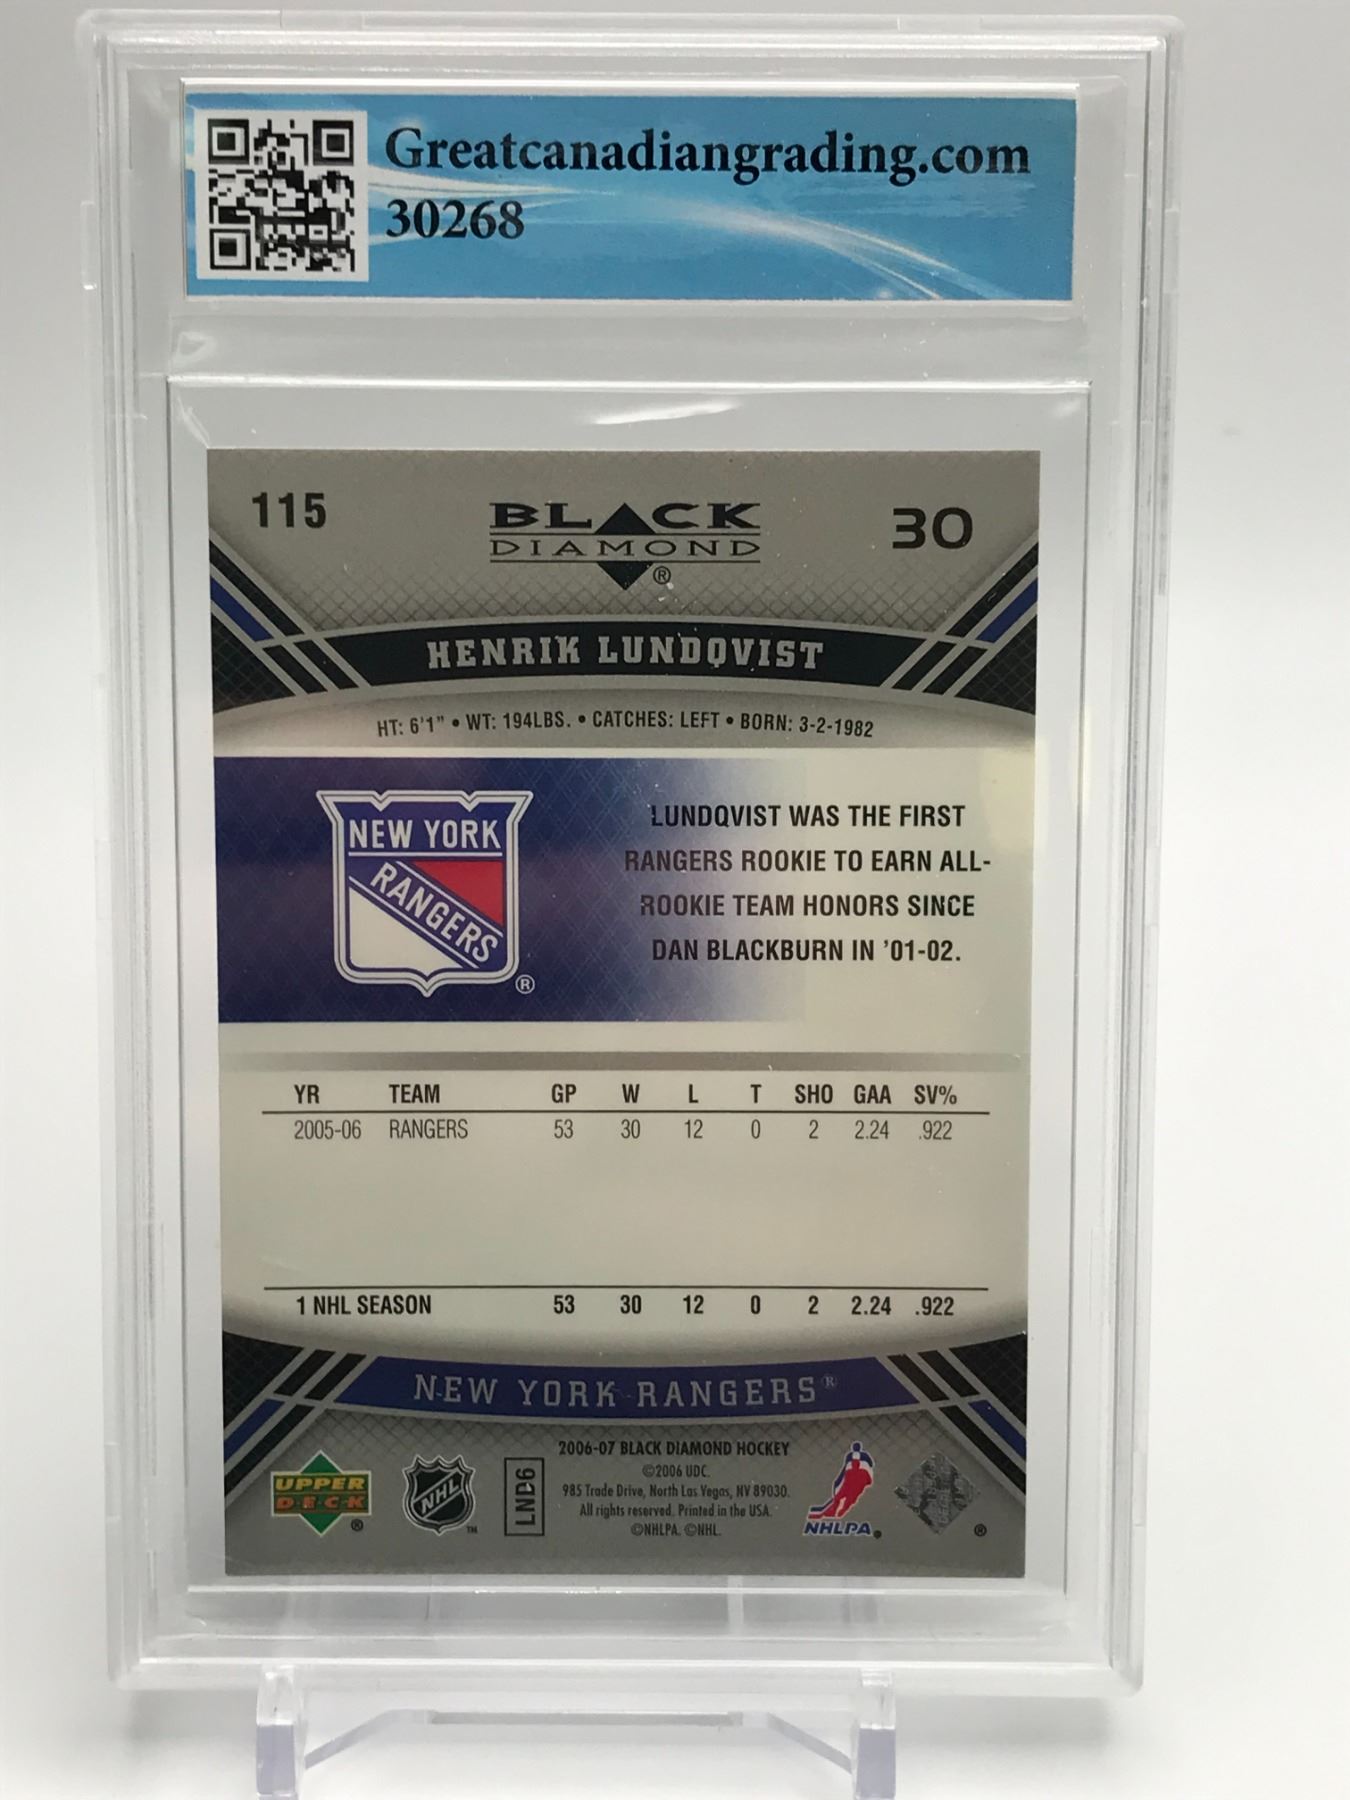 Greatcanadiangrading.com
30268
115
BLACK
DIAMOND
®
30
HENRIK LUNDQVIST
HT: 6'1" • WT: 194LBS. • CATCHES: LEFT • BORN: 3-2-1982
NEW YORK
RANGERS
®
LUNDQVIST WAS THE FIRST
RANGERS ROOKIE TO EARN ALL-
ROOKIE TEAM HONORS SINCE
DAN BLACKBURN IN '01-02.
YR TEAM GP W L T SHO GAA SV%
2005-06 RANGERS 53 30 12 0 2 2.24 .922
1 NHL SEASON 53 30 12 0 2 2.24 .922
NEW YORK RANGERS®
UPPER
DECK
®
NHL
™
LND6
2006-07 BLACK DIAMOND HOCKEY
©2006 UDC.
985 Trade Drive, North Las Vegas, NV 89030.
All rights reserved. Printed in the USA.
©NHLPA. ©NHL.
NHLPA®
®